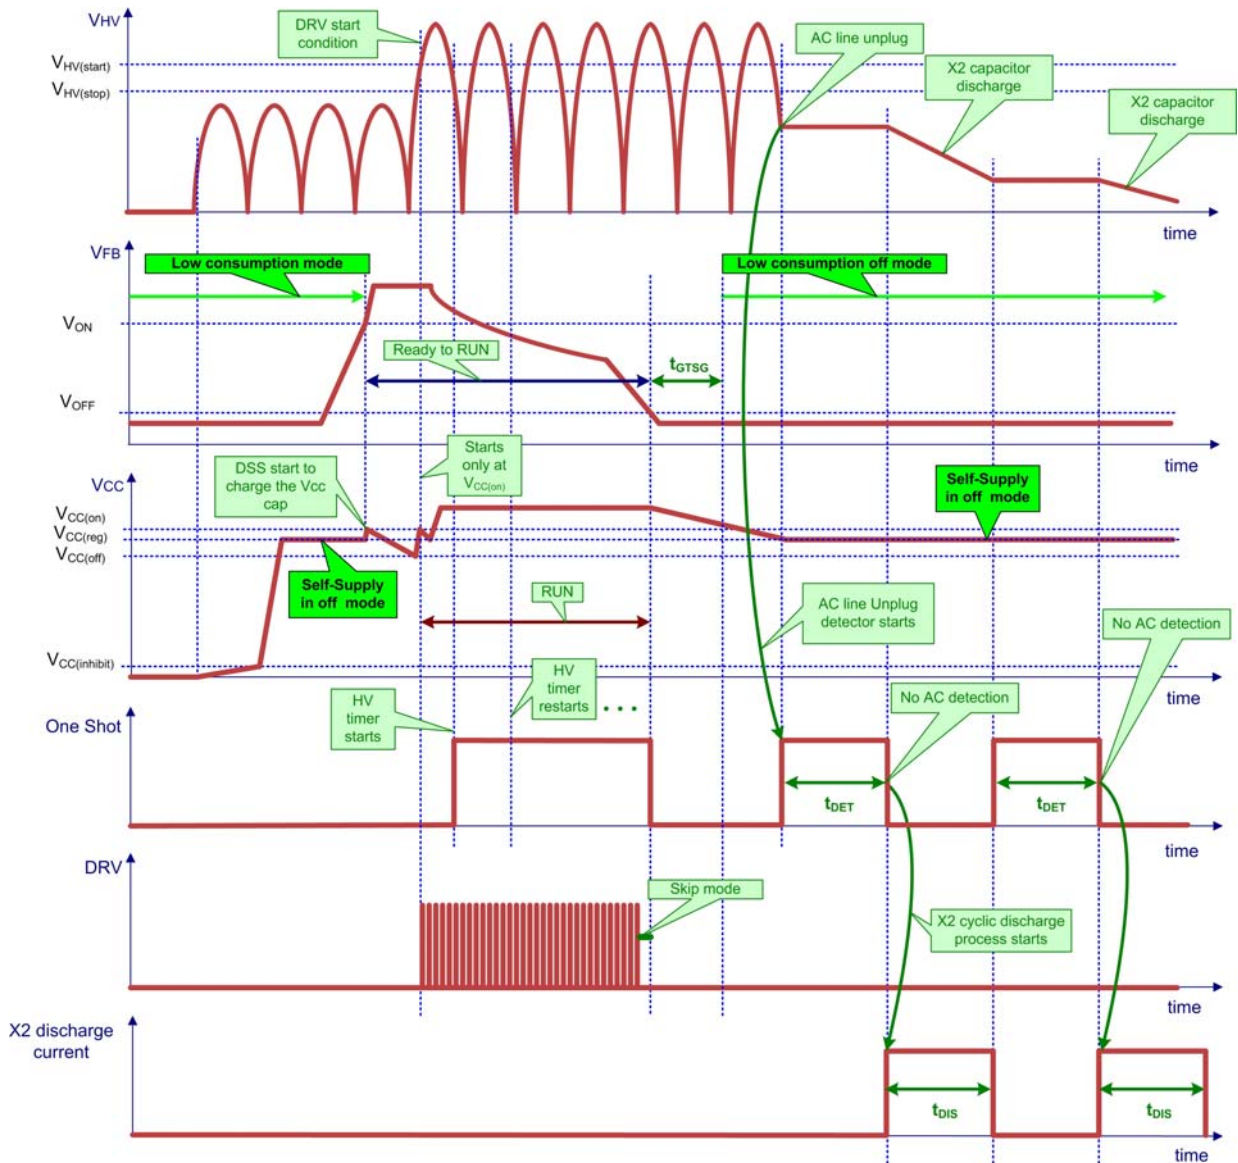 VHV
DRV start
condition
AC line unplug
X2 capacitor
discharge
X2 capacitor
discharge
VHV(start)
VHV(stop)
time
VFB
Low consumption mode
Low consumption off mode
VON
Ready to RUN
tGTSG
VOFF
time
VCC
DSS start to
charge the Vcc
cap
Starts
only at
VCC(on)
Self-Supply
in off mode
VCC(on)
VCC(reg)
VCC(off)
Self-Supply
in off mode
RUN
AC line Unplug
detector starts
No AC detection
VCC(inhibit)
time
One Shot
HV
timer
starts
HV
timer
restarts
...
No AC detection
tDET
tDET
time
DRV
Skip mode
X2 cyclic discharge
process starts
time
X2 discharge
current
tDIS
tDIS
time